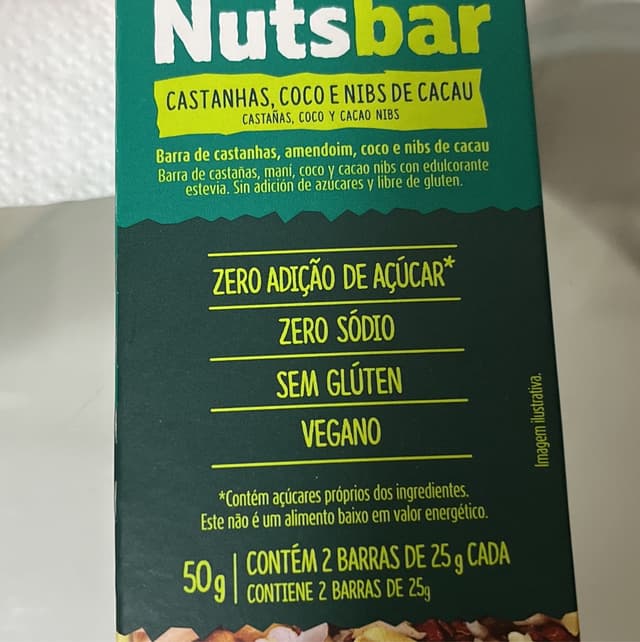 Nutsbar
CASTANHAS, COCO E NIBS DE CACAU
CASTAÑAS, COCO Y CACAO NIBS
Barra de castanhas, amendoim, coco e nibs de cacau
Barra de castañas, maní, coco y cacao nibs con edulcorante
estevia. Sin adición de azúcares y libre de gluten.
ZERO ADIÇÃO DE AÇÚCAR*
ZERO SÓDIO
SEM GLÚTEN
VEGANO
Imagem ilustrativa.
*Contém açúcares próprios dos ingredientes.
Este não é um alimento baixo em valor energético.
50g | CONTÉM 2 BARRAS DE 25 g CADA
CONTIENE 2 BARRAS DE 25g